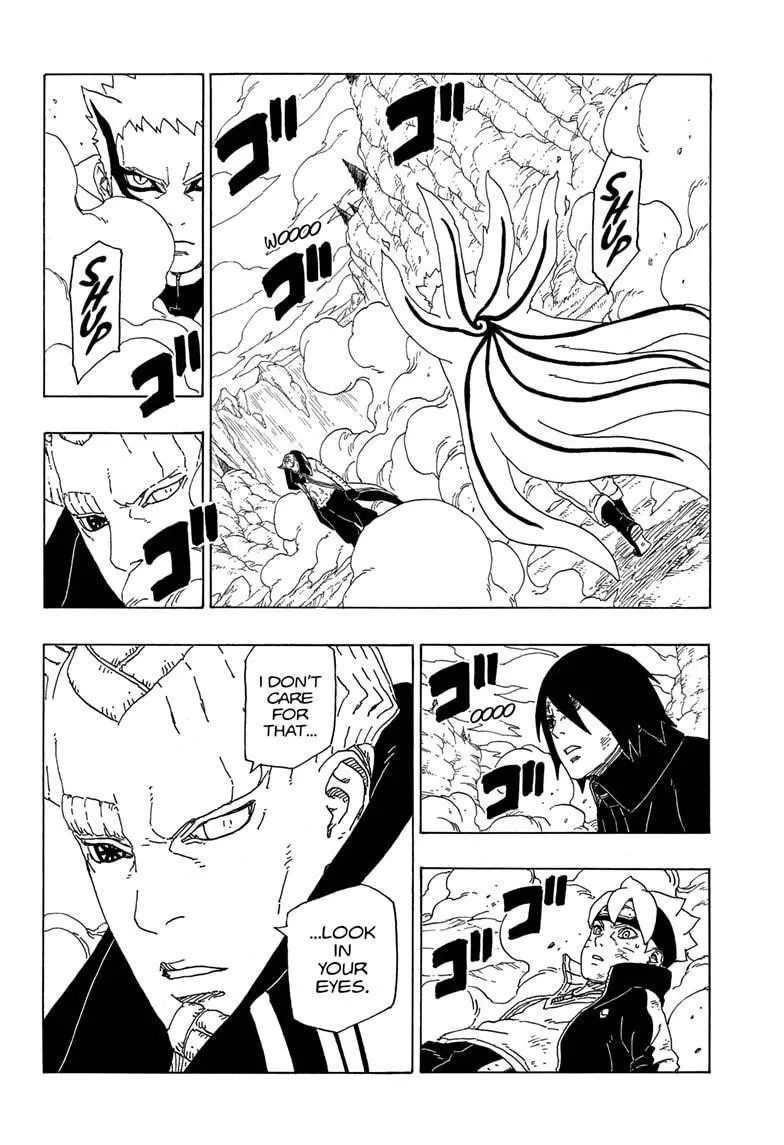 ゴ
ゴ
SHUP
WOOOO
ゴ
SHUP
ゴ
ゴ
ゴ
OOOO
ゴ
I DON'T
CARE
FOR
THAT...
...LOOK
IN
YOUR
EYES.
ゴ
ゴ
ゴ